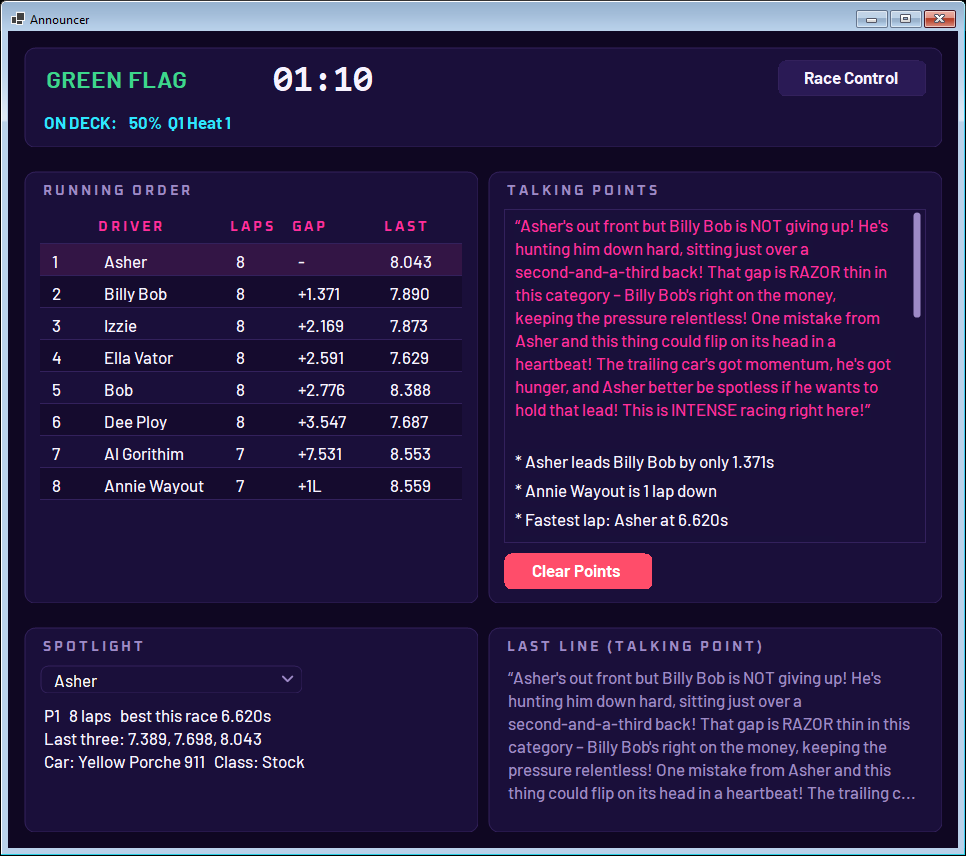 Announcer
GREEN FLAG 01:10 Race Control
ON DECK: 50% Q1 Heat 1
RUNNING ORDER
DRIVER LAPS GAP LAST
1 Asher 8 - 8.043
2 Billy Bob 8 +1.371 7.890
3 Izzie 8 +2.169 7.873
4 Ella Vator 8 +2.591 7.629
5 Bob 8 +2.776 8.388
6 Dee Ploy 8 +3.547 7.687
7 Al Gorithim 7 +7.531 8.553
8 Annie Wayout 7 +1L 8.559
TALKING POINTS
“Asher's out front but Billy Bob is NOT giving up! He's
hunting him down hard, sitting just over a
second-and-a-third back! That gap is RAZOR thin in
this category – Billy Bob's right on the money,
keeping the pressure relentless! One mistake from
Asher and this thing could flip on its head in a
heartbeat! The trailing car's got momentum, he's got
hunger, and Asher better be spotless if he wants to
hold that lead! This is INTENSE racing right here!”
* Asher leads Billy Bob by only 1.371s
* Annie Wayout is 1 lap down
* Fastest lap: Asher at 6.620s
Clear Points
SPOTLIGHT
Asher
P1 8 laps best this race 6.620s
Last three: 7.389, 7.698, 8.043
Car: Yellow Porche 911 Class: Stock
LAST LINE (TALKING POINT)
“Asher's out front but Billy Bob is NOT giving up! He's
hunting him down hard, sitting just over a
second-and-a-third back! That gap is RAZOR thin in this
category – Billy Bob's right on the money, keeping the
pressure relentless! One mistake from Asher and this
thing could flip on its head in a heartbeat! The trailing c...